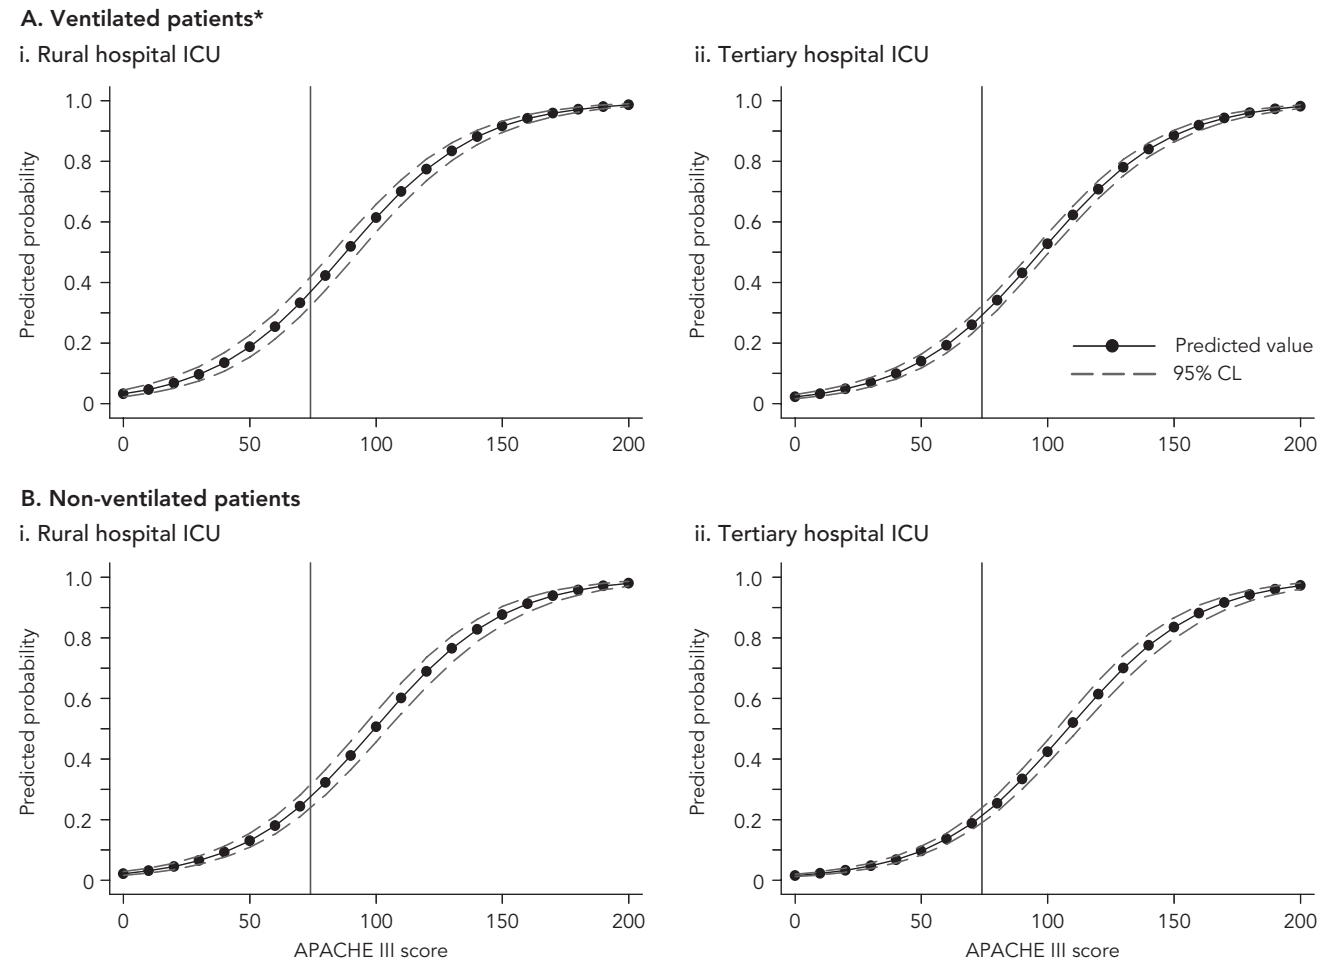 A. Ventilated patients*
i. Rural hospital ICU
Predicted probability
1.0
0.8
0.6
0.4
0.2
0
0 50 100 150 200
ii. Tertiary hospital ICU
Predicted probability
1.0
0.8
0.6
0.4
0.2
0
Predicted value
95% CL
0 50 100 150 200
B. Non-ventilated patients
i. Rural hospital ICU
Predicted probability
1.0
0.8
0.6
0.4
0.2
0
0 50 100 150 200
APACHE III score
ii. Tertiary hospital ICU
Predicted probability
1.0
0.8
0.6
0.4
0.2
0
0 50 100 150 200
APACHE III score